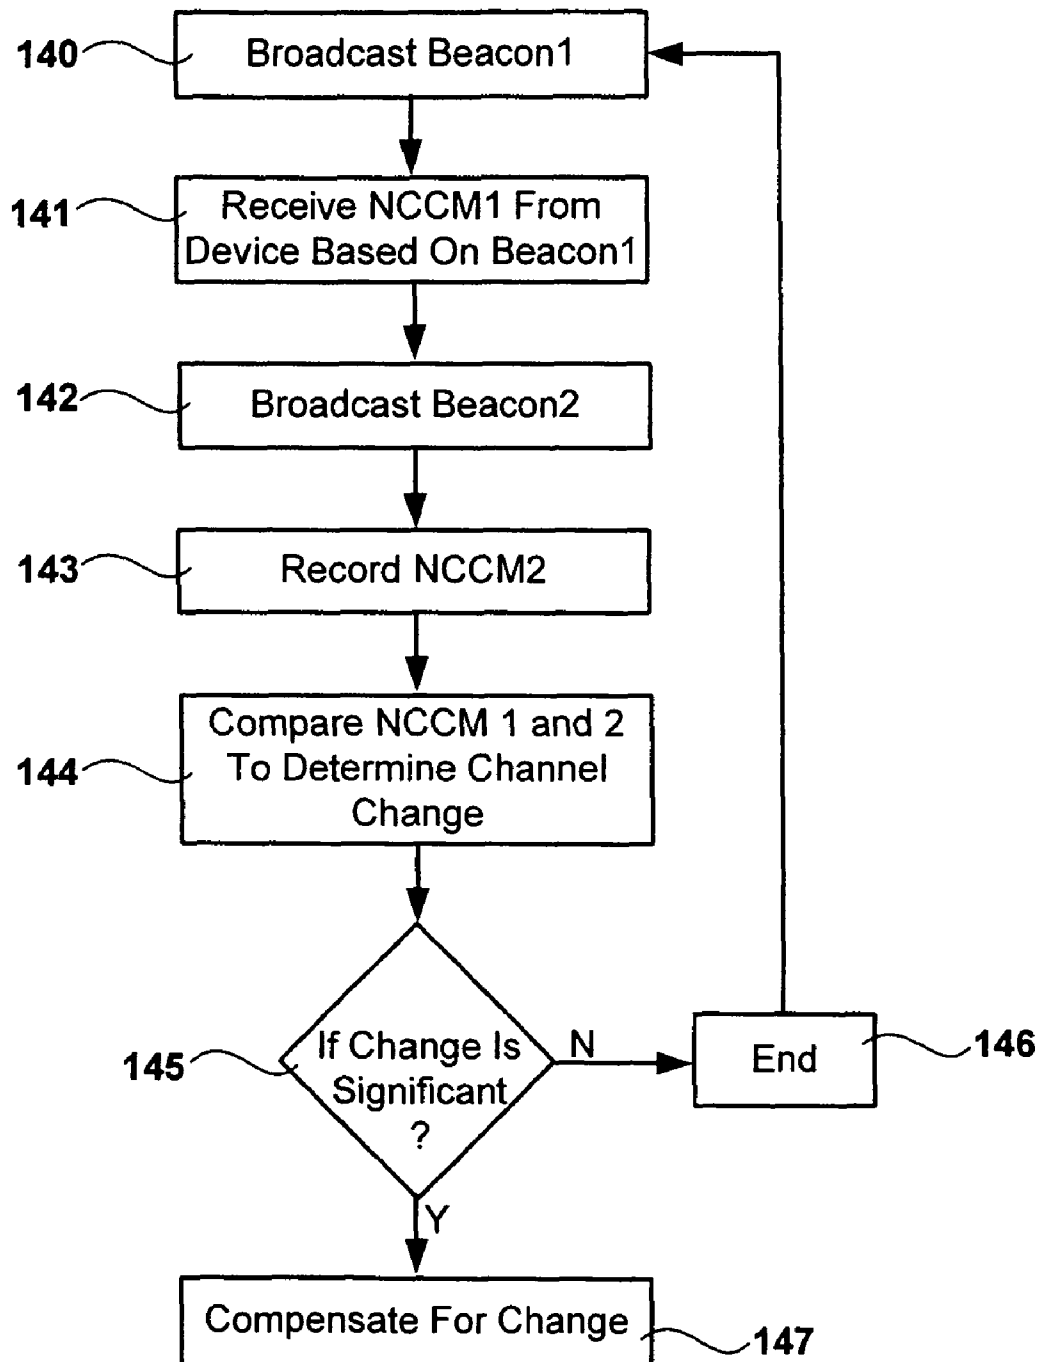 140
Broadcast Beacon1
141
Receive NCCM1 From
Device Based On Beacon1
142
Broadcast Beacon2
143
Record NCCM2
144
Compare NCCM 1 and 2
To Determine Channel
Change
145
If Change Is
Significant
?
N
End
146
Y
Compensate For Change
147